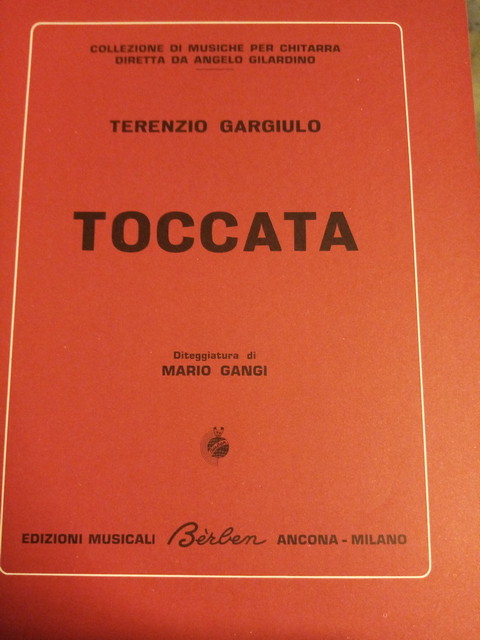 COLLEZIONE DI MUSICHE PER CHITARRA
DIRETTA DA ANGELO GILARDINO
TERENZIO GARGIULO
TOCCATA
Diteggiatura di
MARIO GANGI
EDIZIONI MUSICALI Bèrben ANCONA - MILANO